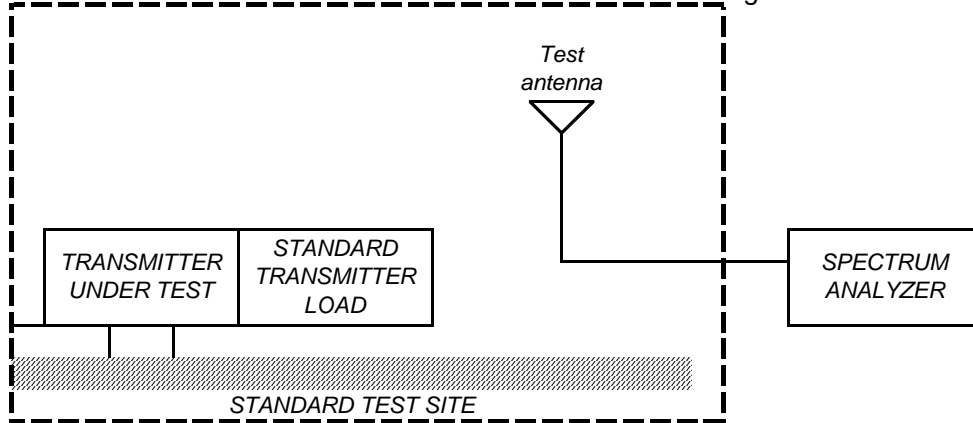 Test
antenna
TRANSMITTER
UNDER TEST
STANDARD
TRANSMITTER
LOAD
SPECTRUM
ANALYZER
STANDARD TEST SITE